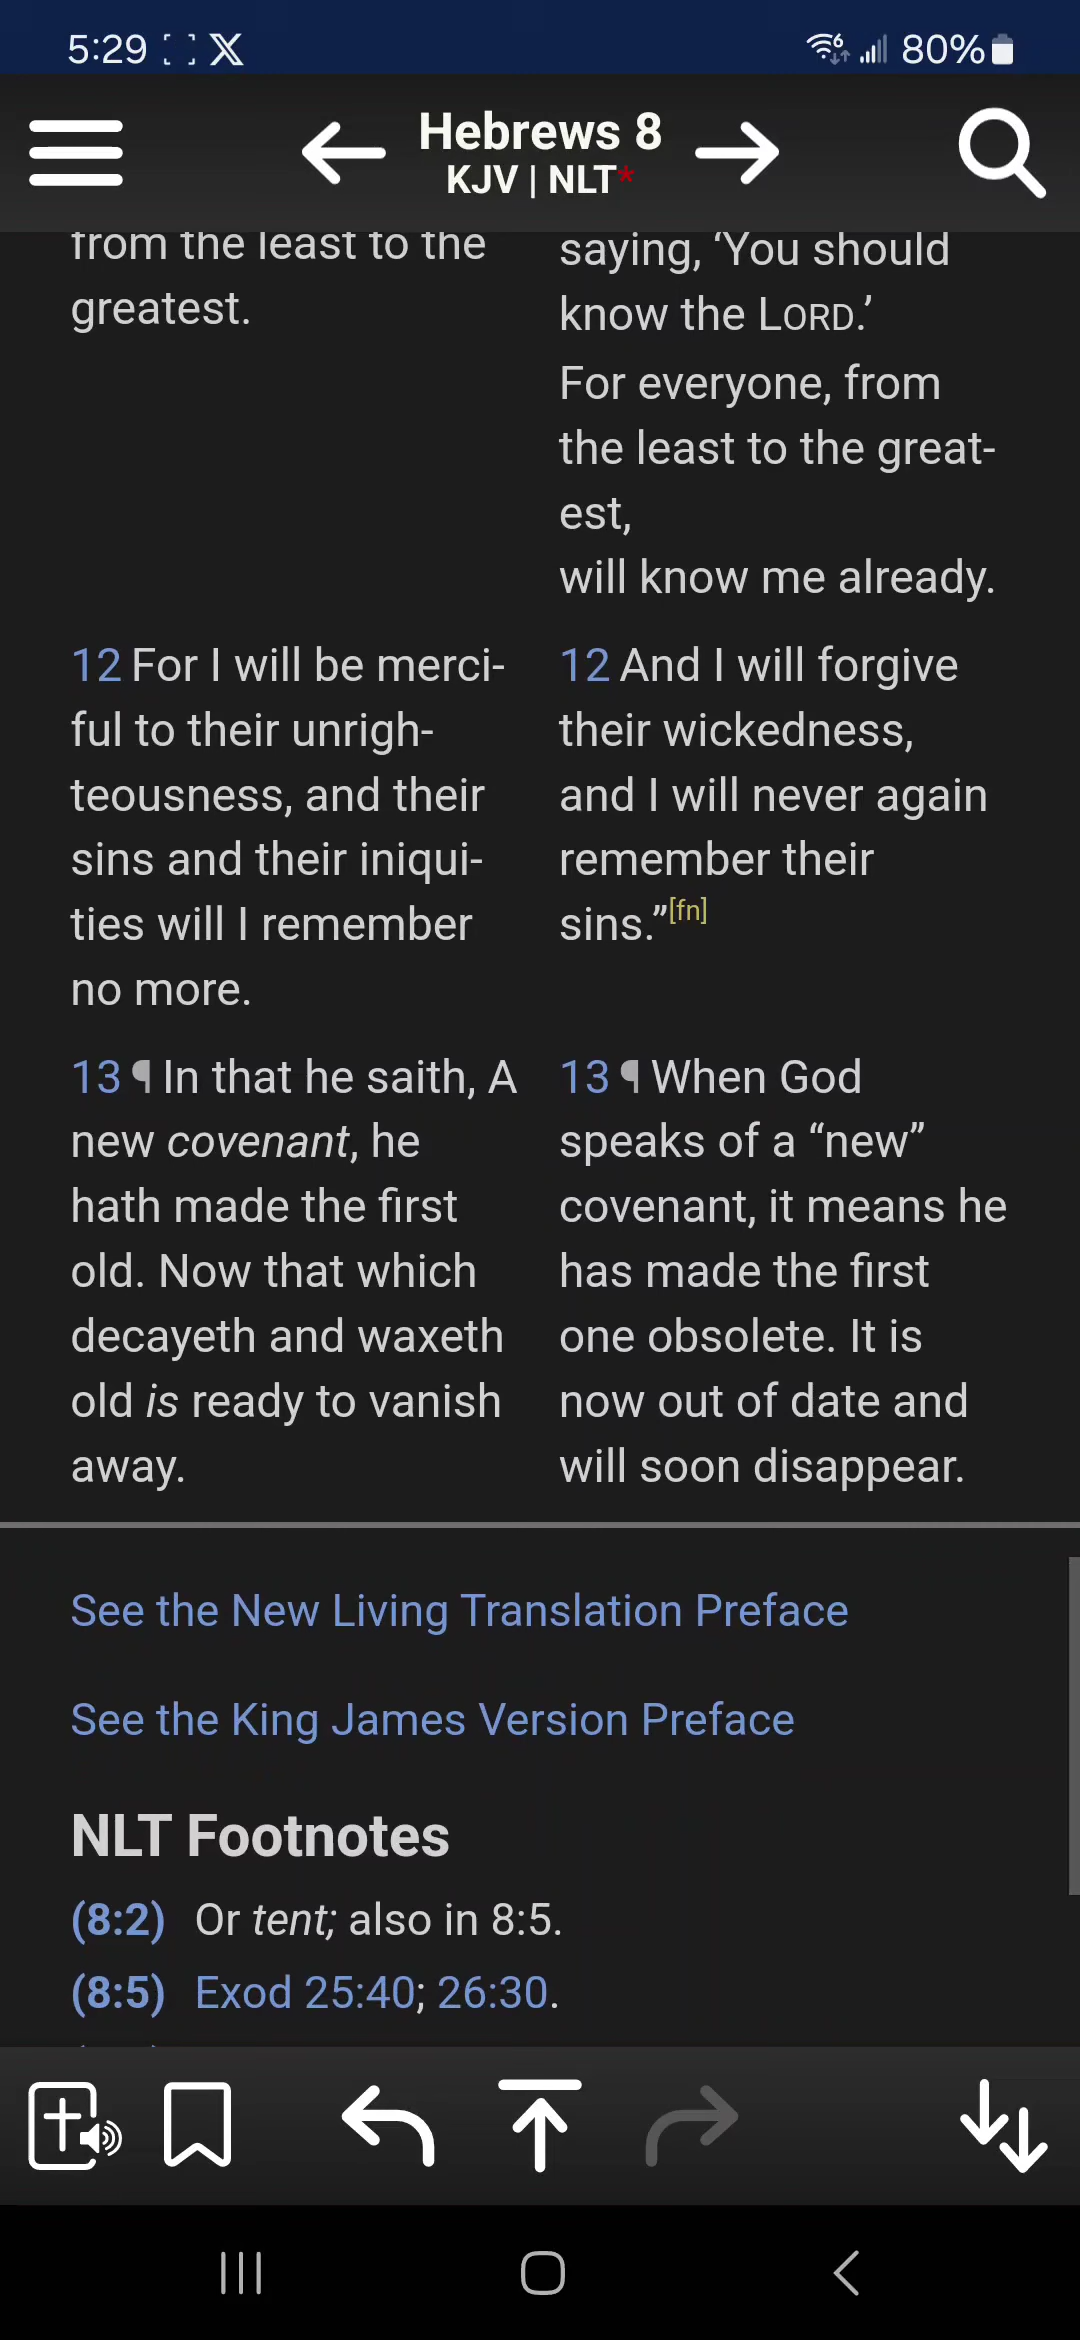 5:29
80%
Hebrews 8
KJV | NLT*
from the least to the
greatest.
saying, ‘You should
know the LORD.’
For everyone, from
the least to the great-
est,
will know me already.
12 For I will be merci-
ful to their unrigh-
teousness, and their
sins and their iniqui-
ties will I remember
no more.
12 And I will forgive
their wickedness,
and I will never again
remember their
sins.”[fn]
13 ¶ In that he saith, A
new covenant, he
hath made the first
old. Now that which
decayeth and waxeth
old is ready to vanish
away.
13 ¶ When God
speaks of a “new”
covenant, it means he
has made the first
one obsolete. It is
now out of date and
will soon disappear.
See the New Living Translation Preface
See the King James Version Preface
NLT Footnotes
(8:2) Or tent; also in 8:5.
(8:5) Exod 25:40; 26:30.